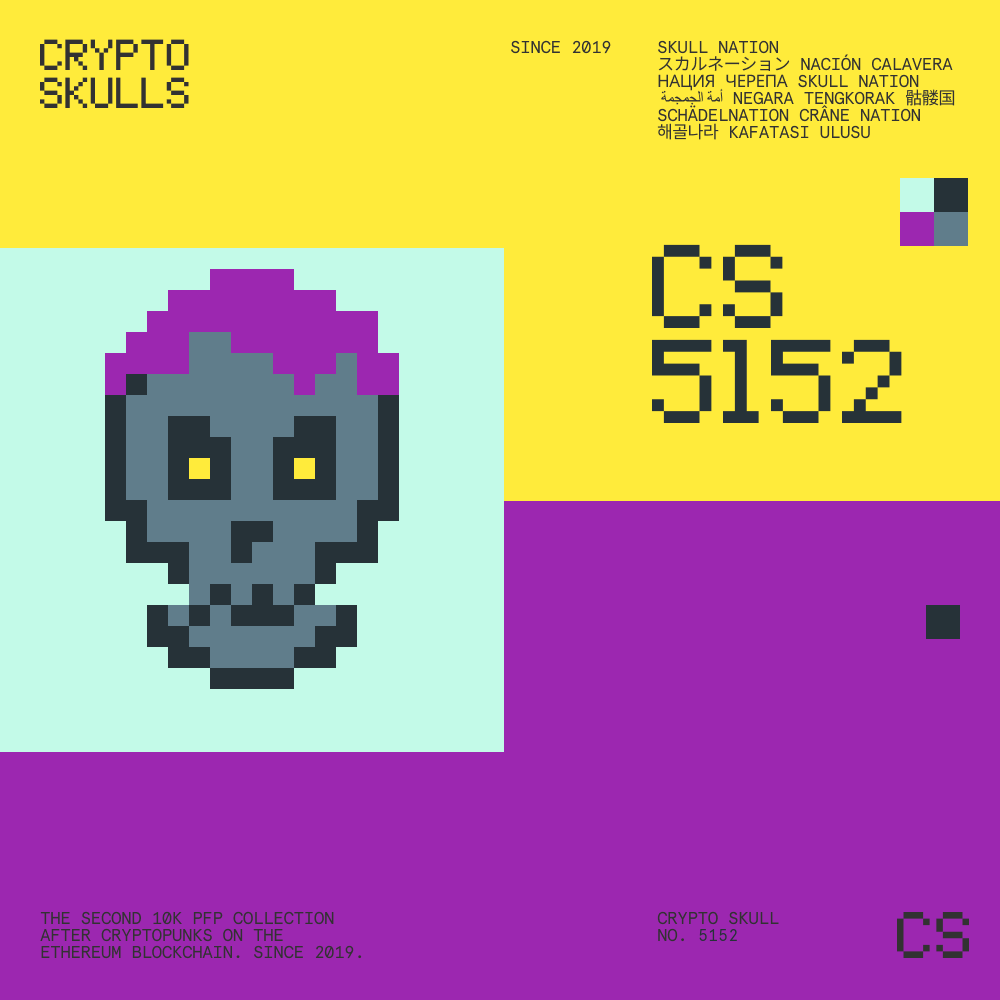 CRYPTO
SKULLS
SINCE 2019
SKULL NATION
スカルネーション NACIÓN CALAVERA
НАЦИЯ ЧЕРЕПА SKULL NATION
أمة الجمجمة NEGARA TENGKORAK 骷髅国
SCHÄDELNATION CRÂNE NATION
해골나라 KAFATASI ULUSU
CS
5152
THE SECOND 10K PFP COLLECTION
AFTER CRYPTOPUNKS ON THE
ETHEREUM BLOCKCHAIN. SINCE 2019.
CRYPTO SKULL
NO. 5152
CS